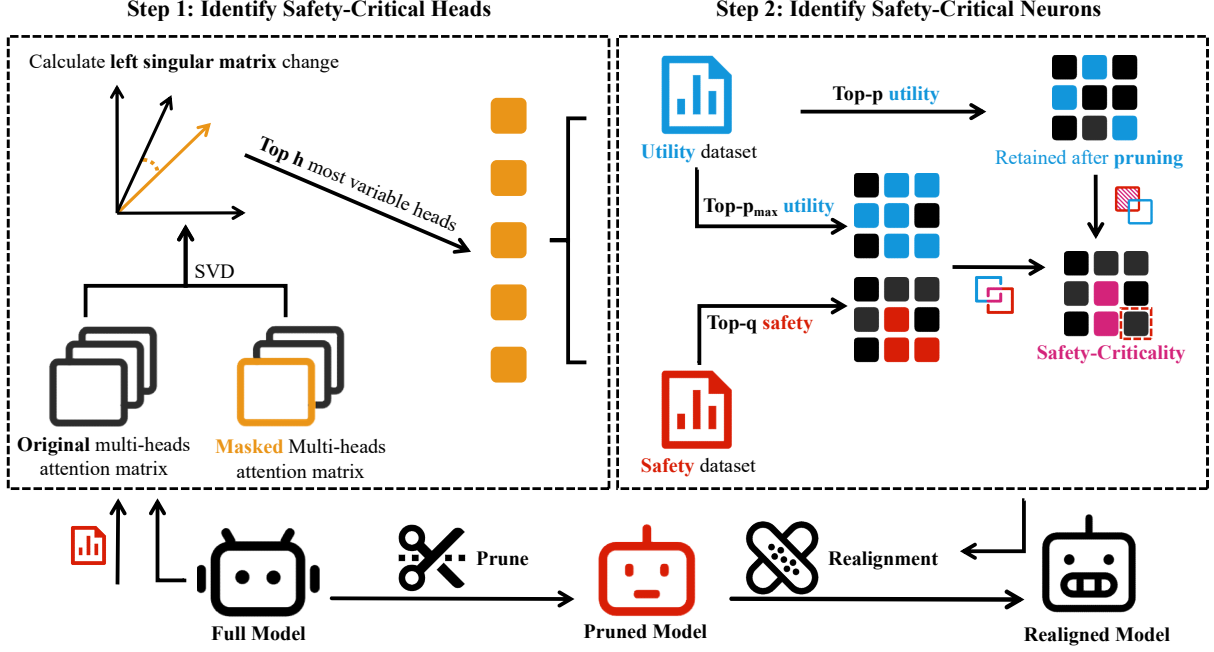 Step 1: Identify Safety-Critical Heads
Step 2: Identify Safety-Critical Neurons
Calculate left singular matrix change
Top h most variable heads
SVD
Original multi-heads
attention matrix
Masked Multi-heads
attention matrix
Utility dataset
Top-p utility
Retained after pruning
Top-pmax utility
Top-q safety
Safety-Criticality
Safety dataset
Prune
Realignment
Full Model
Pruned Model
Realigned Model